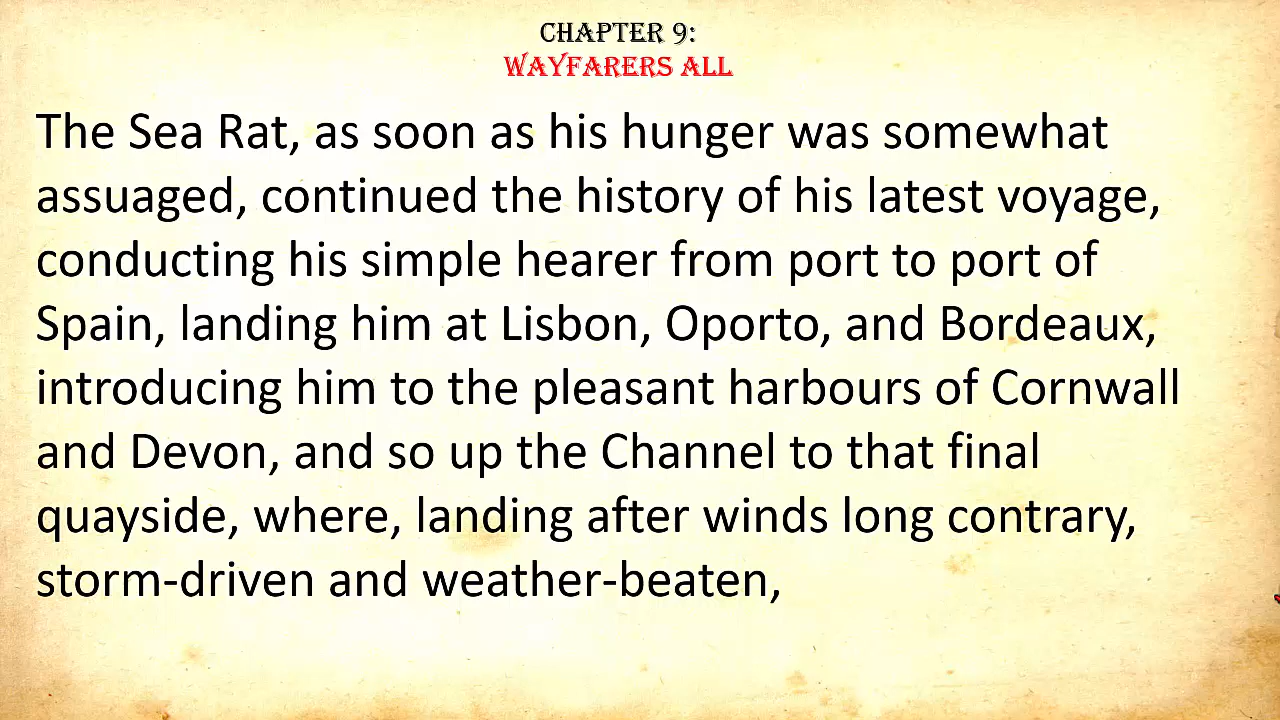 CHAPTER 9:
WAYFARERS ALL
The Sea Rat, as soon as his hunger was somewhat
assuaged, continued the history of his latest voyage,
conducting his simple hearer from port to port of
Spain, landing him at Lisbon, Oporto, and Bordeaux,
introducing him to the pleasant harbours of Cornwall
and Devon, and so up the Channel to that final
quayside, where, landing after winds long contrary,
storm-driven and weather-beaten,